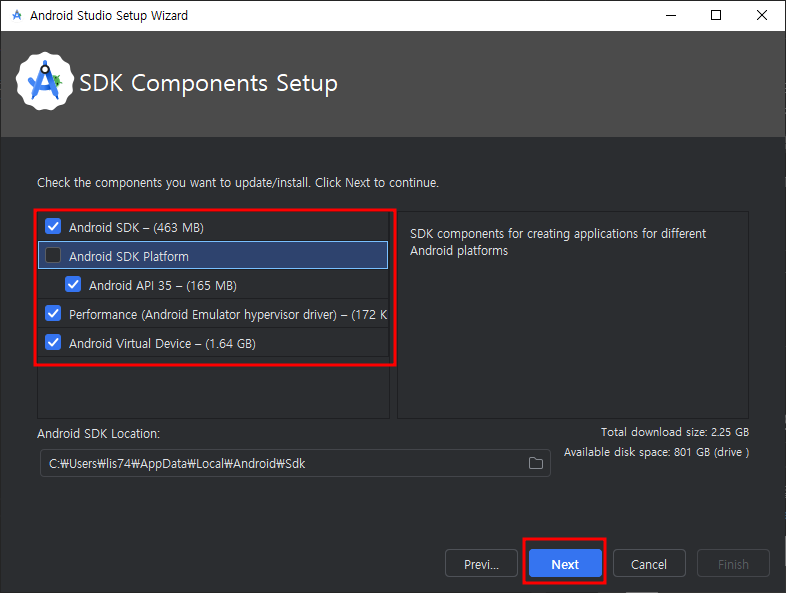 Android Studio Setup Wizard
SDK Components Setup
Check the components you want to update/install. Click Next to continue.
Android SDK – (463 MB)
Android SDK Platform
Android API 35 – (165 MB)
Performance (Android Emulator hypervisor driver) – (172 K
Android Virtual Device – (1.64 GB)
SDK components for creating applications for different
Android platforms
Android SDK Location:
C:₩Users₩lis74₩AppData₩Local₩Android₩Sdk
Total download size: 2.25 GB
Available disk space: 801 GB (drive )
Previ...
Next
Cancel
Finish